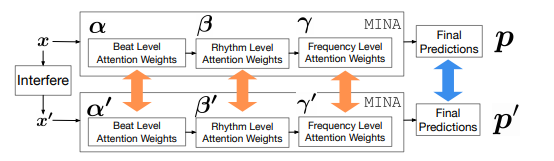 α β γ MINA
x Beat Level Attention Weights Rhythm Level Attention Weights Frequency Level Attention Weights Final Predictions p
Interfere
x′ α′ β′ γ′ MINA
Beat Level Attention Weights Rhythm Level Attention Weights Frequency Level Attention Weights Final Predictions p′